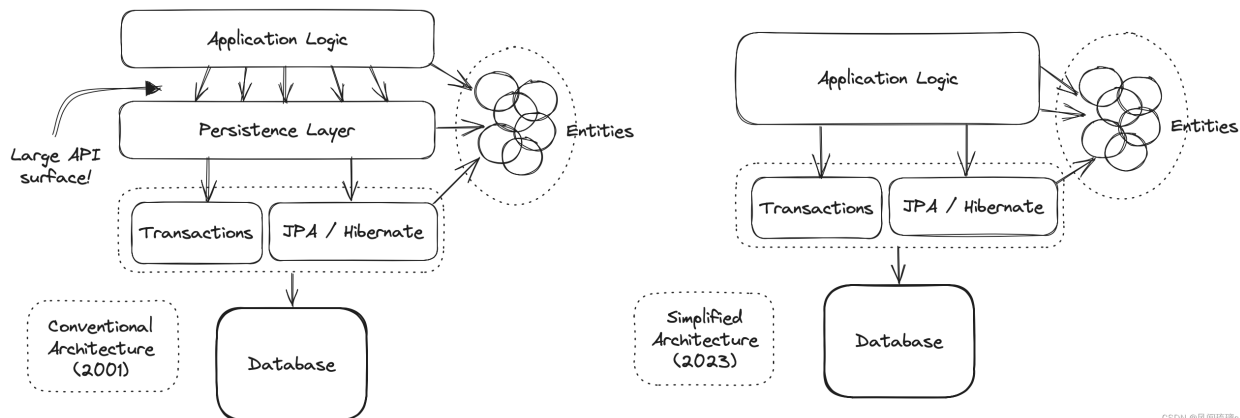 Application Logic
Persistence Layer
Entities
Large API
surface!
Transactions
JPA / Hibernate
Conventional
Architecture
(2001)
Database
Application Logic
Entities
Transactions
JPA / Hibernate
Simplified
Architecture
(2023)
Database